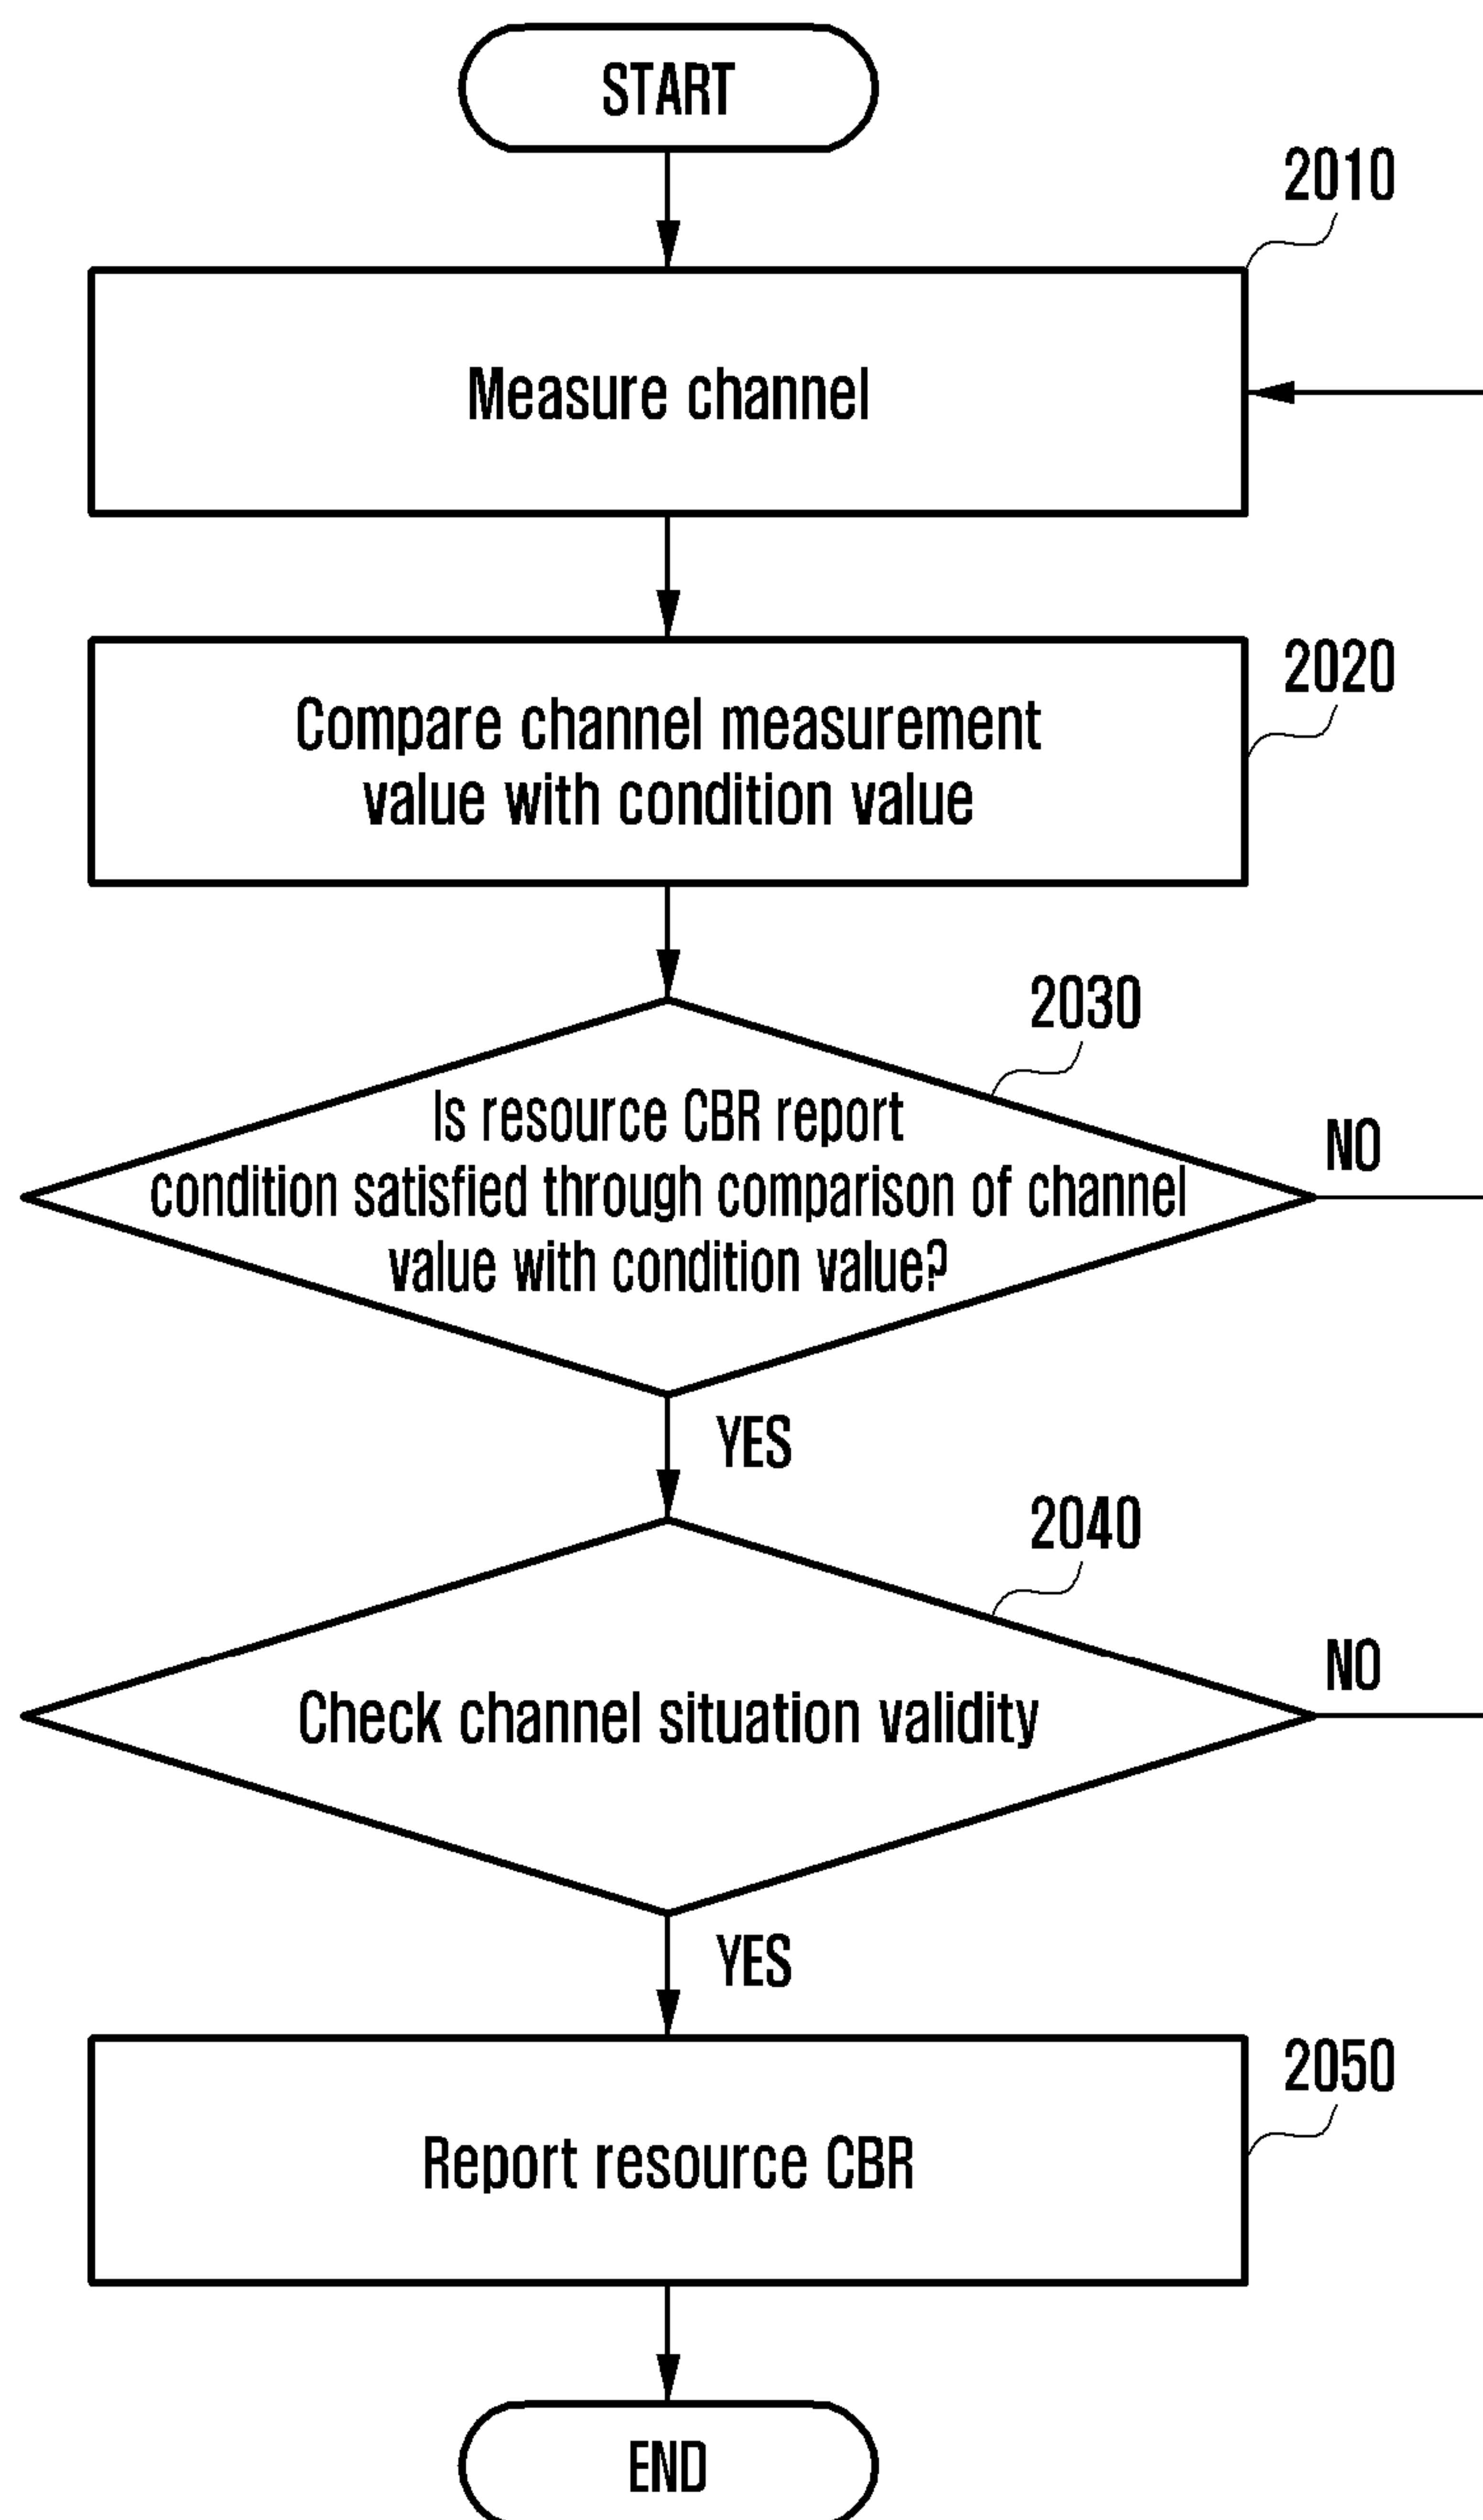 START
2010
Measure channel
2020
Compare channel measurement
value with condition value
2030
Is resource CBR report
condition satisfied through comparison of channel
value with condition value?
NO
YES
2040
Check channel situation validity
NO
YES
2050
Report resource CBR
END